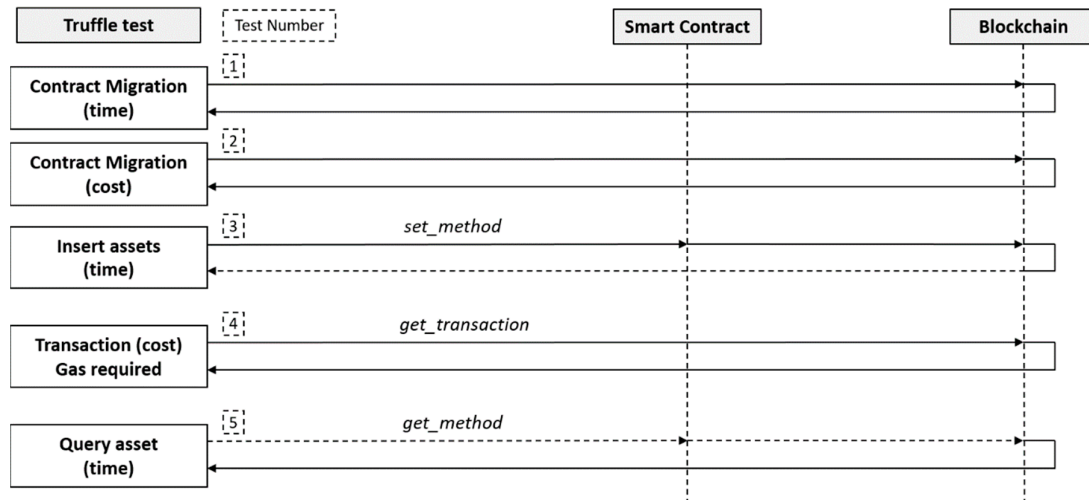 Truffle test
Test Number
Smart Contract
Blockchain
1
Contract Migration
(time)
2
Contract Migration
(cost)
3
set_method
Insert assets
(time)
4
get_transaction
Transaction (cost)
Gas required
5
get_method
Query asset
(time)